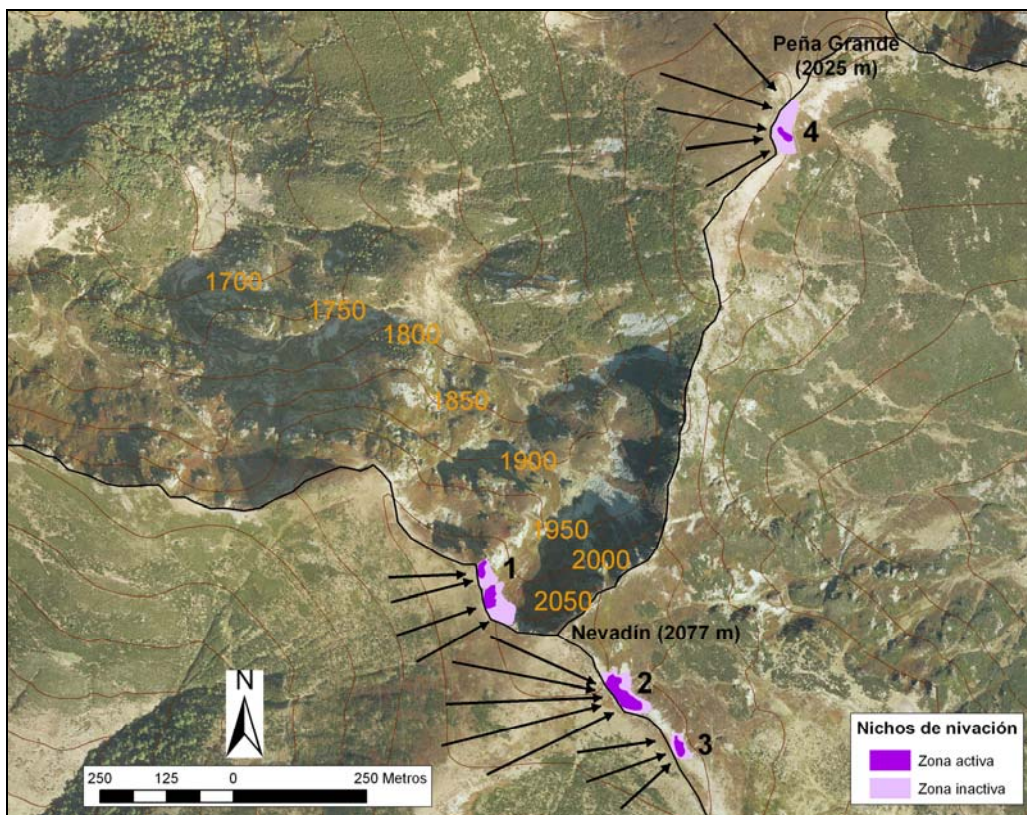 Peña Grande
(2025 m)
4
1700
1750
1800
1850
1900
1950
2000
2050
1
Nevadín (2077 m)
2
3
N
250 125 0 250 Metros
Nichos de nivación
Zona activa
Zona inactiva